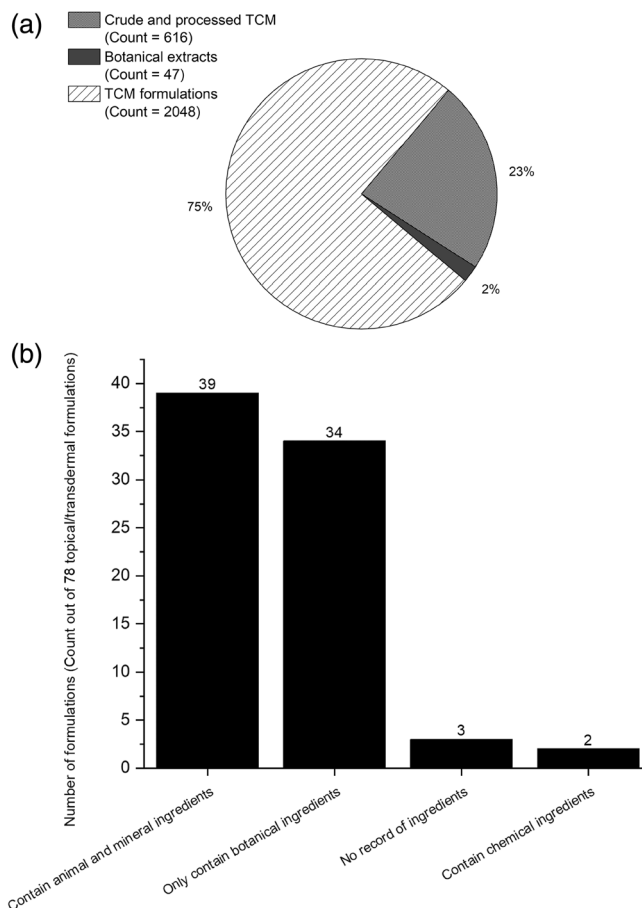 (a)
Crude and processed TCM
(Count = 616)
Botanical extracts
(Count = 47)
TCM formulations
(Count = 2048)
23%
75%
2%
(b)
Number of formulations (Count out of 78 topical/transdermal formulations)
40
35
30
25
20
15
10
5
0
39
34
3
2
Contain animal and mineral ingredients
Only contain botanical ingredients
No record of ingredients
Contain chemical ingredients